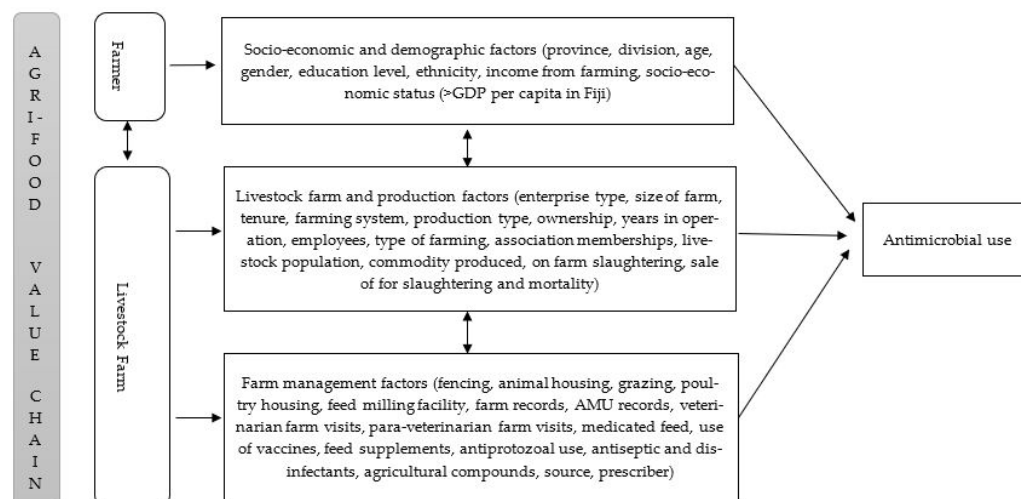 AGRI-FOOD VALUE CHAIN
Farmer
Socio-economic and demographic factors (province, division, age,
gender, education level, ethnicity, income from farming, socio-eco-
nomic status (>GDP per capita in Fiji)
Livestock Farm
Livestock farm and production factors (enterprise type, size of farm,
tenure, farming system, production type, ownership, years in oper-
ation, employees, type of farming, association memberships, live-
stock population, commodity produced, on farm slaughtering, sale
of for slaughtering and mortality)
Farm management factors (fencing, animal housing, grazing, poul-
try housing, feed milling facility, farm records, AMU records, veteri-
narian farm visits, para-veterinarian farm visits, medicated feed, use
of vaccines, feed supplements, antiprotozoal use, antiseptic and dis-
infectants, agricultural compounds, source, prescriber)
Antimicrobial use